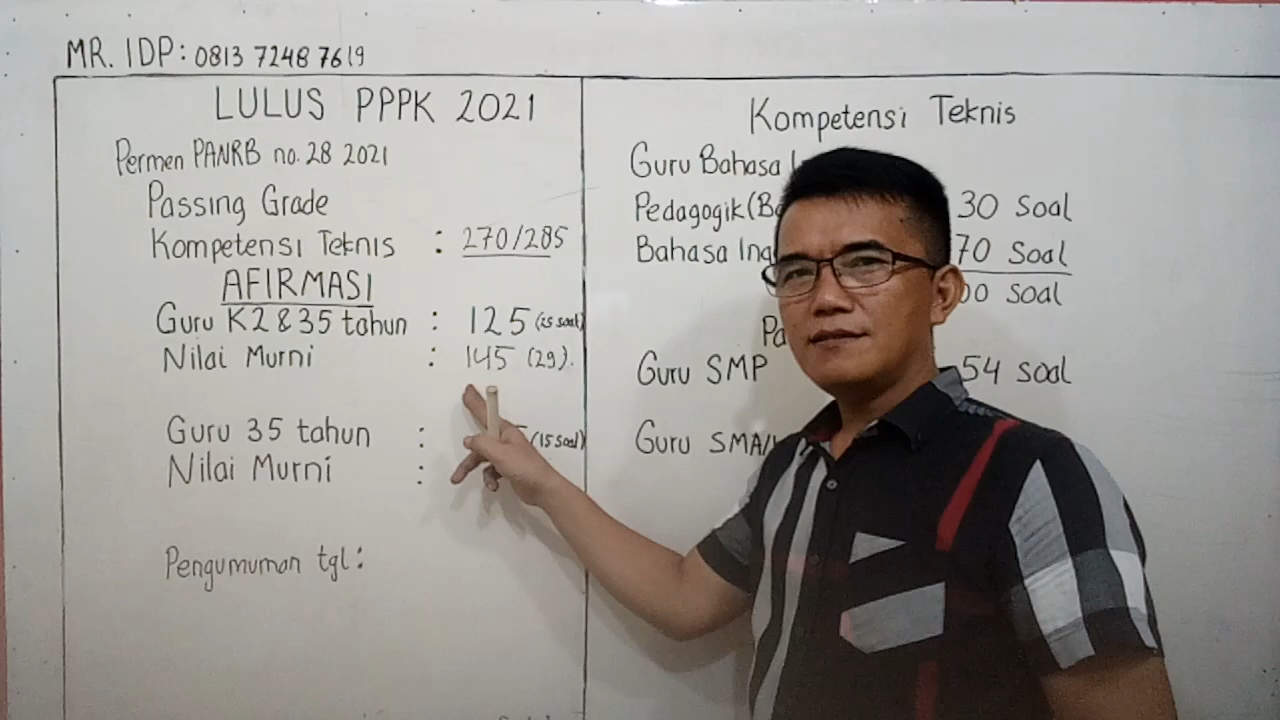 MR. IDP: 0813 7248 7619
LULUS PPPK 2021
Permen PANRB no. 28 2021
Passing Grade
Kompetensi Teknis : 270/285
AFIRMASI
Guru K2 & 35 tahun : 125 (25 soal)
Nilai Murni : 145 (29).
Guru 35 tahun : (15 soal)
Nilai Murni :
Pengumuman tgl:
Kompetensi Teknis
Guru Bahasa
Pedagogik 30 soal
Bahasa 70 soal
soal
Guru SMP 54 soal
Guru